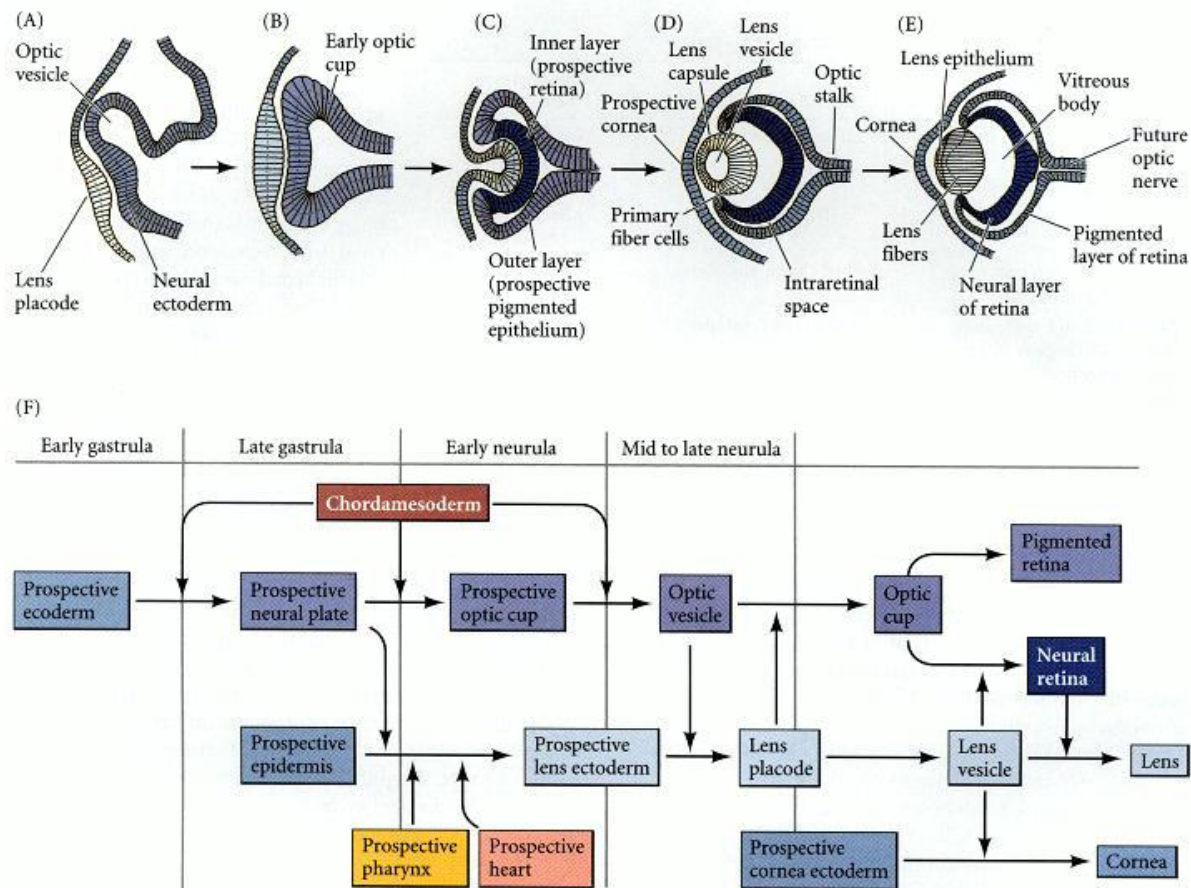 (A)
Optic
vesicle
Lens
placode
Neural
ectoderm
(B)
Early optic
cup
(C)
Inner layer
(prospective
retina)
Outer layer
(prospective
pigmented
epithelium)
(D)
Lens
vesicle
Lens
capsule
Optic
stalk
Prospective
cornea
Primary
fiber cells
Intraretinal
space
(E)
Lens epithelium
Vitreous
body
Cornea
Future
optic
nerve
Lens
fibers
Pigmented
layer of retina
Neural layer
of retina
(F)
Early gastrula
Late gastrula
Early neurula
Mid to late neurula
Chordamesoderm
Pigmented
retina
Prospective
ecoderm
Prospective
neural plate
Prospective
optic cup
Optic
vesicle
Optic
cup
Neural
retina
Prospective
epidermis
Prospective
lens ectoderm
Lens
placode
Lens
vesicle
Lens
Prospective
pharynx
Prospective
heart
Prospective
cornea ectoderm
Cornea